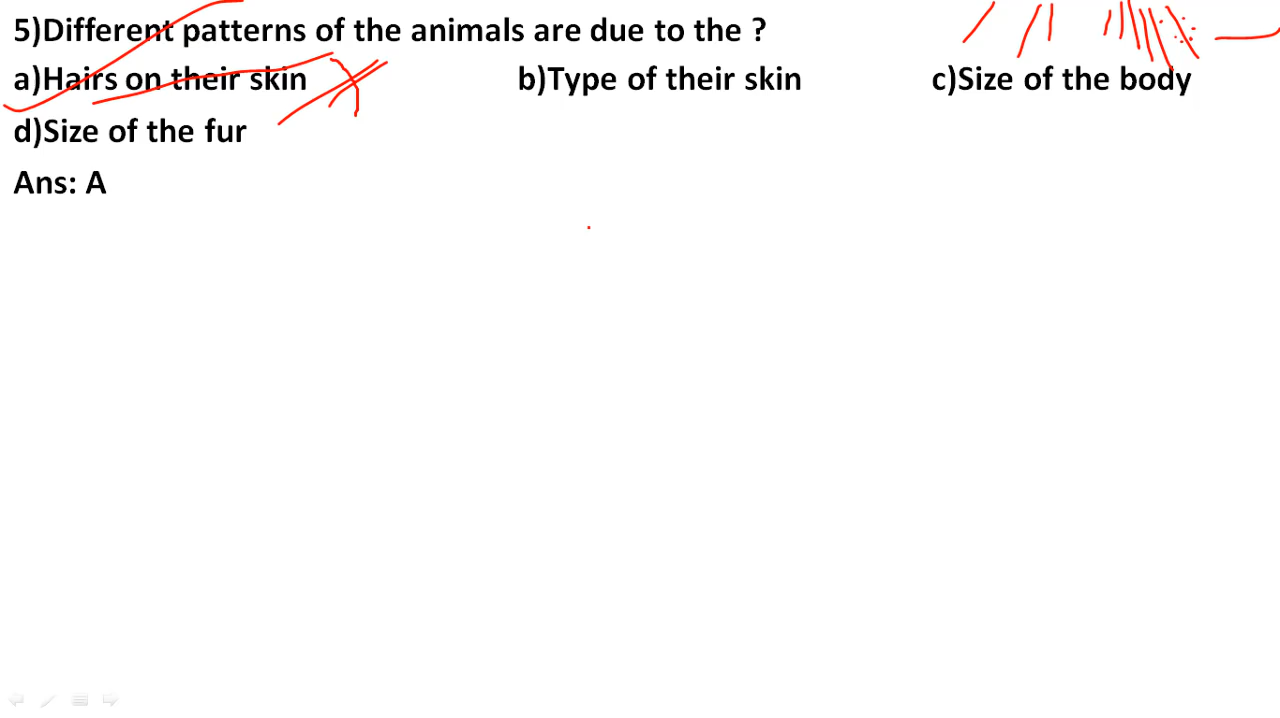 5)Different patterns of the animals are due to the ?
a)Hairs on their skin b)Type of their skin c)Size of the body
d)Size of the fur
Ans: A